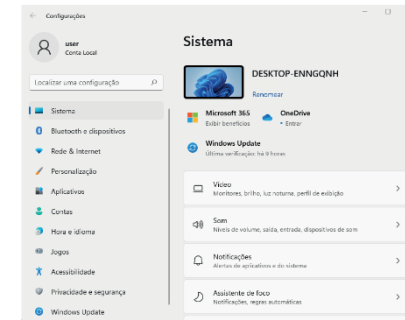 Configurações
user
Conta Local
Localizar uma configuração
Sistema
Bluetooth e dispositivos
Rede & Internet
Personalização
Aplicativos
Contas
Hora e idioma
Jogos
Acessibilidade
Privacidade e segurança
Windows Update
Sistema
DESKTOP-ENNGQNH
Renomear
Microsoft 365
Exibir benefícios
OneDrive
• Entrar
Windows Update
Última verificação: há 8 horas
Vídeo
Monitores, brilho, luz noturna, perfil de exibição
Som
Níveis de volume, saída, entrada, dispositivos de som
Notificações
Alertas de aplicativos e do sistema
Assistente de foco
Notificações, regras automáticas